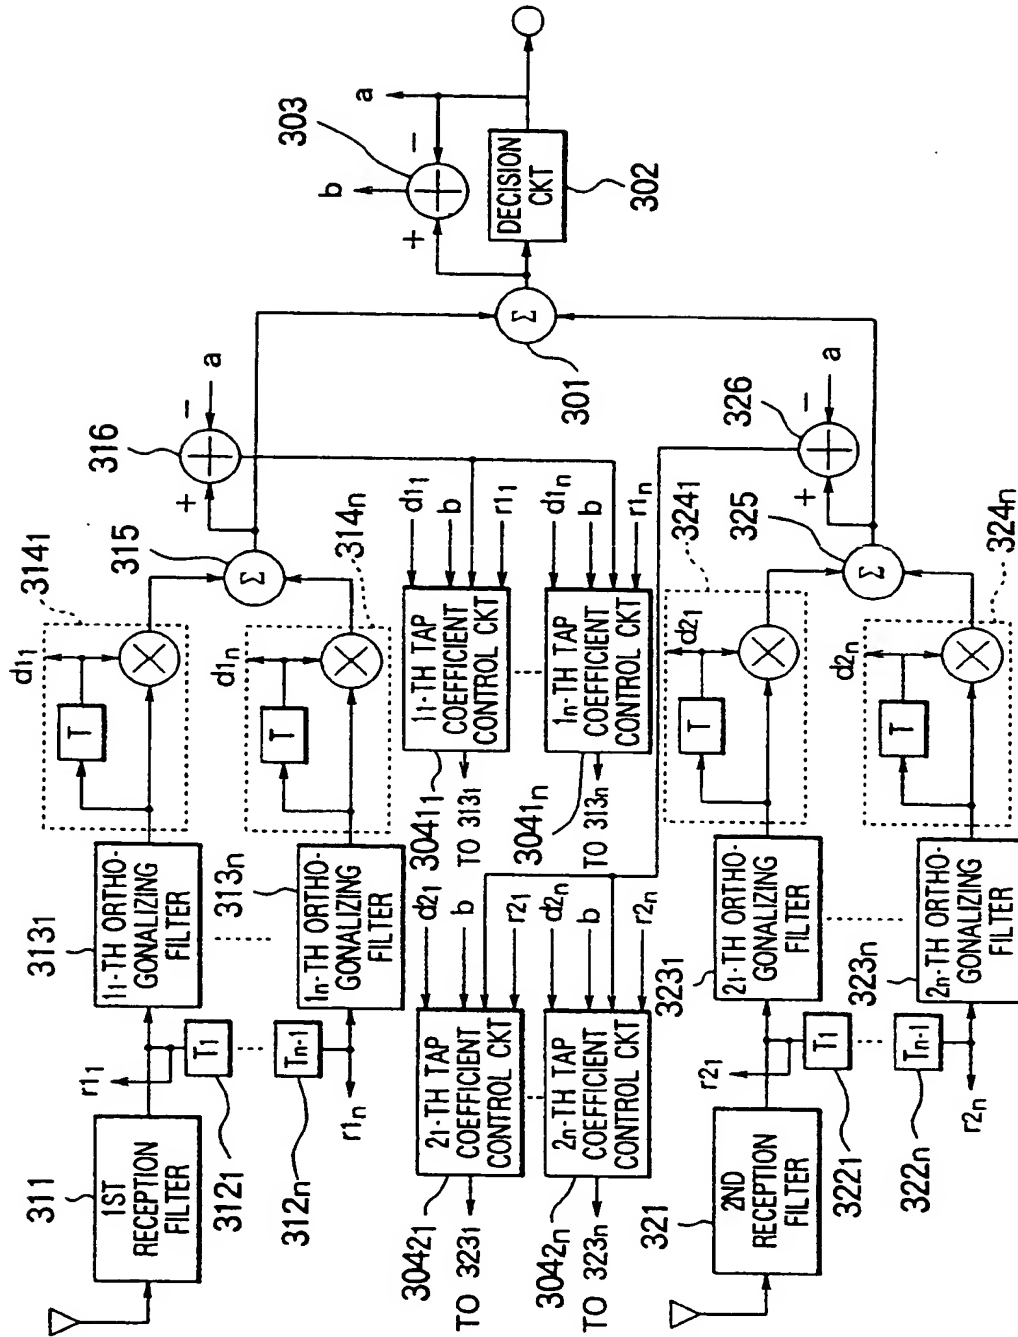 311
1ST
RECEPTION
FILTER
r11
T1
3121
Tn-1
312n
r1n
3131
11-TH ORTHO-
GONALIZING
FILTER
313n
1n-TH ORTHO-
GONALIZING
FILTER
3141
d11
T
314n
d1n
T
315
Σ
316
+
−
a
d11
b
r11
11-TH TAP
COEFFICIENT
CONTROL CKT
30411
TO 3131
d1n
b
r1n
1n-TH TAP
COEFFICIENT
CONTROL CKT
3041n
TO 313n
d21
b
r21
21-TH TAP
COEFFICIENT
CONTROL CKT
30421
TO 3231
d2n
b
r2n
2n-TH TAP
COEFFICIENT
CONTROL CKT
3042n
TO 323n
321
2ND
RECEPTION
FILTER
r21
T1
3221
Tn-1
322n
r2n
3231
21-TH ORTHO-
GONALIZING
FILTER
323n
2n-TH ORTHO-
GONALIZING
FILTER
3241
d21
T
324n
d2n
T
325
Σ
326
+
−
a
301
Σ
303
+
−
b
a
DECISION
CKT
302